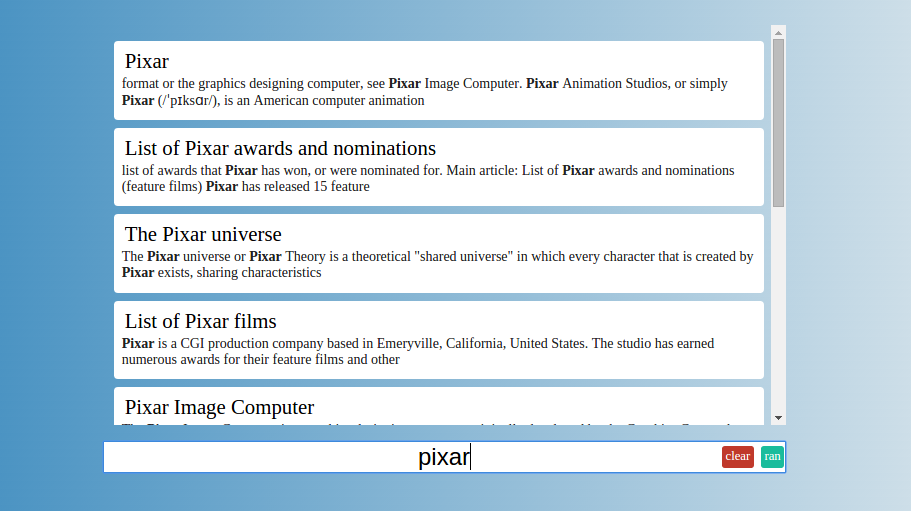 Pixar
format or the graphics designing computer, see Pixar Image Computer. Pixar Animation Studios, or simply
Pixar (/ˈpɪksɑr/), is an American computer animation
List of Pixar awards and nominations
list of awards that Pixar has won, or were nominated for. Main article: List of Pixar awards and nominations
(feature films) Pixar has released 15 feature
The Pixar universe
The Pixar universe or Pixar Theory is a theoretical "shared universe" in which every character that is created by
Pixar exists, sharing characteristics
List of Pixar films
Pixar is a CGI production company based in Emeryville, California, United States. The studio has earned
numerous awards for their feature films and other
Pixar Image Computer
pixar
clear
ran